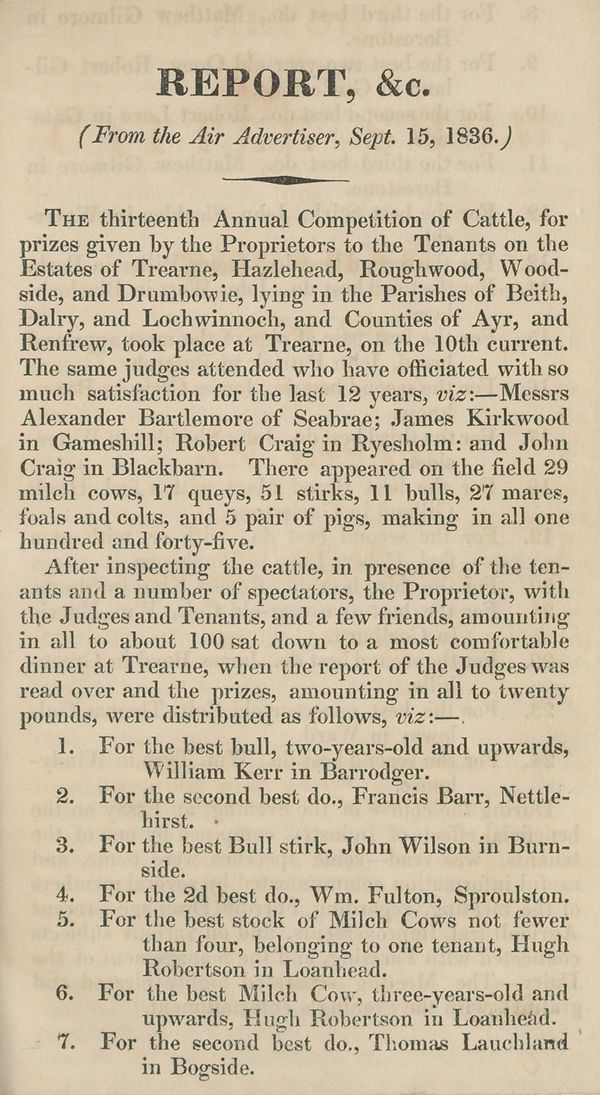 REPORT, &c.
(From the Air Advertiser, Sept. 15, 1836.)
THE thirteenth Annual Competition of Cattle, for
prizes given by the Proprietors to the Tenants on the
Estates of Trearne, Hazlehead, Roughwood, Wood-
side, and Drumbowie, lying in the Parishes of Beith,
Dalry, and Lochwinnoch, and Counties of Ayr, and
Renfrew, took place at Trearne, on the 10th current.
The same judges attended who have officiated with so
much satisfaction for the last 12 years, viz:—Messrs
Alexander Bartlemore of Seabrae; James Kirkwood
in Gameshill; Robert Craig in Ryesholm: and John
Craig in Blackbarn. There appeared on the field 29
milch cows, 17 queys, 51 stirks, 11 bulls, 27 mares,
foals and colts, and 5 pair of pigs, making in all one
hundred and forty-five.
After inspecting the cattle, in presence of the ten-
ants and a number of spectators, the Proprietor, with
the Judges and Tenants, and a few friends, amounting
in all to about 100 sat down to a most comfortable
dinner at Trearne, when the report of the Judges was
read over and the prizes, amounting in all to twenty
pounds, were distributed as follows, viz:—
1. For the best bull, two-years-old and upwards,
William Kerr in Barrodger.
2. For the second best do., Francis Barr, Nettle-
hirst.
3. For the best Bull stirk, John Wilson in Burn-
side.
4. For the 2d best do., Wm. Fulton, Sproulston.
5. For the best stock of Milch Cows not fewer
than four, belonging to one tenant, Hugh
Robertson in Loanhead.
6. For the best Milch Cow, three-years-old and
upwards, Hugh Robertson in Loanhead.
7. For the second best do., Thomas Lauchland
in Bogside.